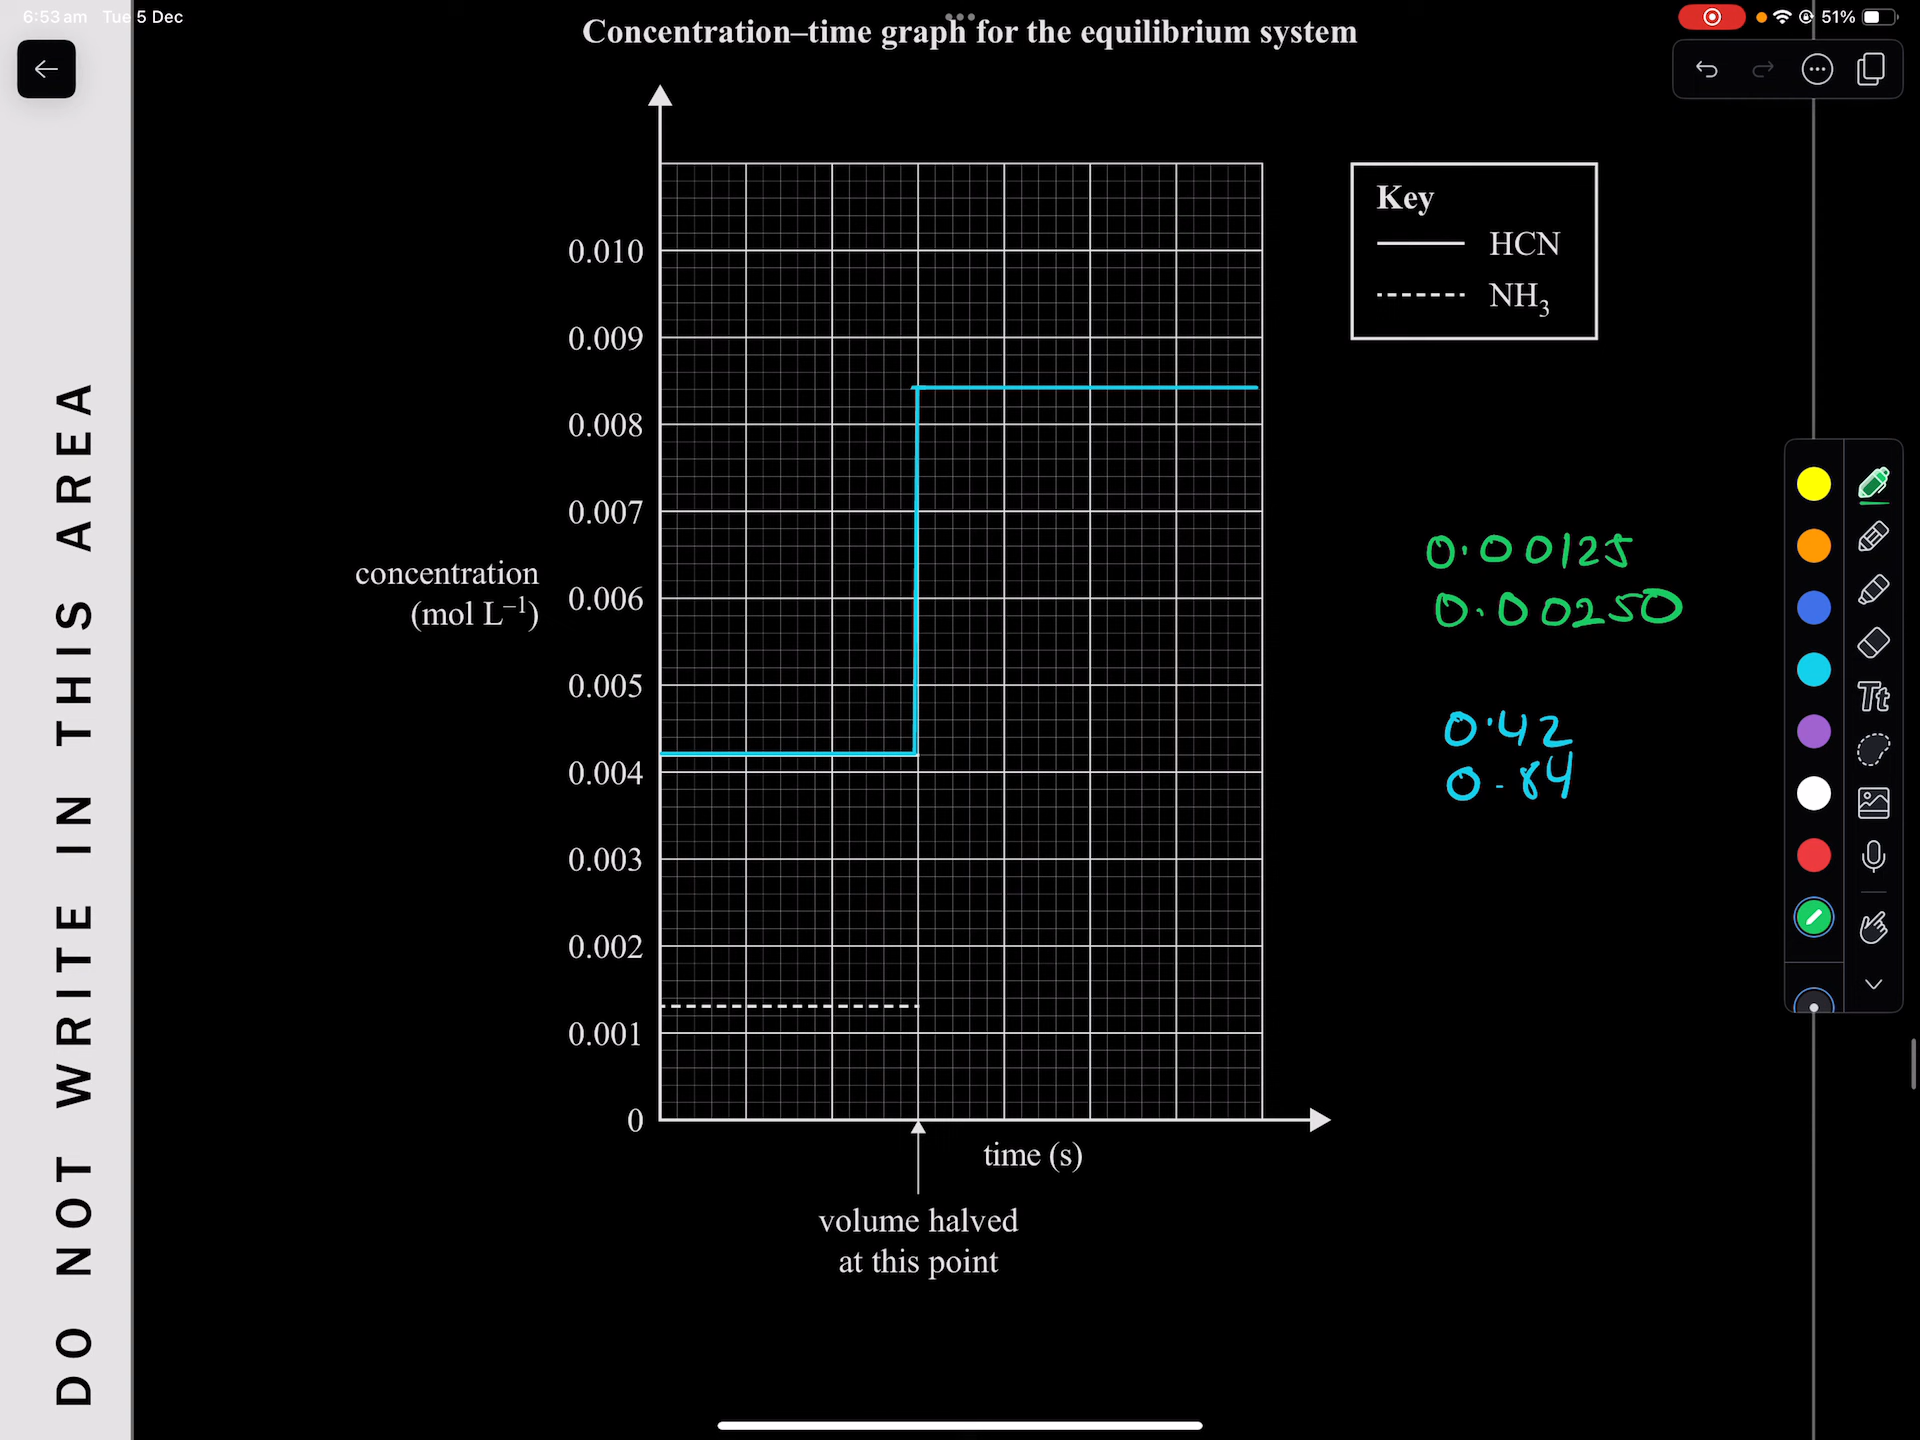 6:53 am Tue 5 Dec
51%
Concentration–time graph for the equilibrium system
Key
HCN
NH₃
0.010
0.009
0.008
0.007
concentration
(mol L⁻¹)
0.006
0.005
0.004
0.003
0.002
0.001
0
time (s)
volume halved
at this point
0.00125
0.00250
0.42
0.84
Tt
DO NOT WRITE IN THIS AREA